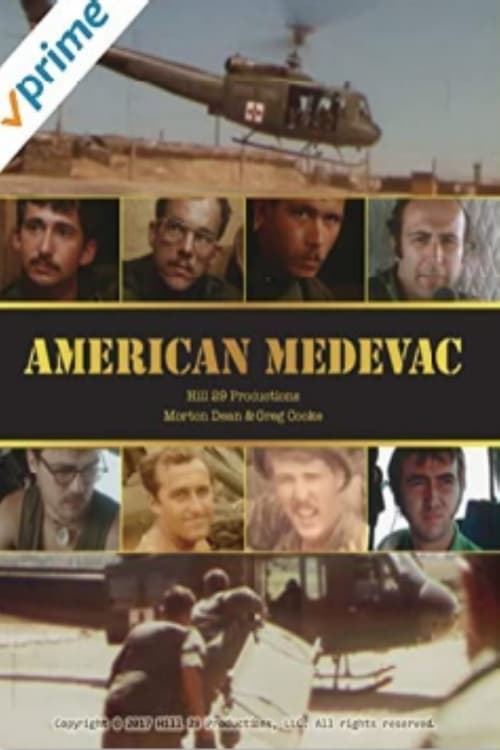 ✓prime
AMERICAN MEDEVAC
Hill 29 Productions
Morton Dean & Greg Cooke
Copyright © 2017 Hill 29 Productions, LLC. All rights reserved.